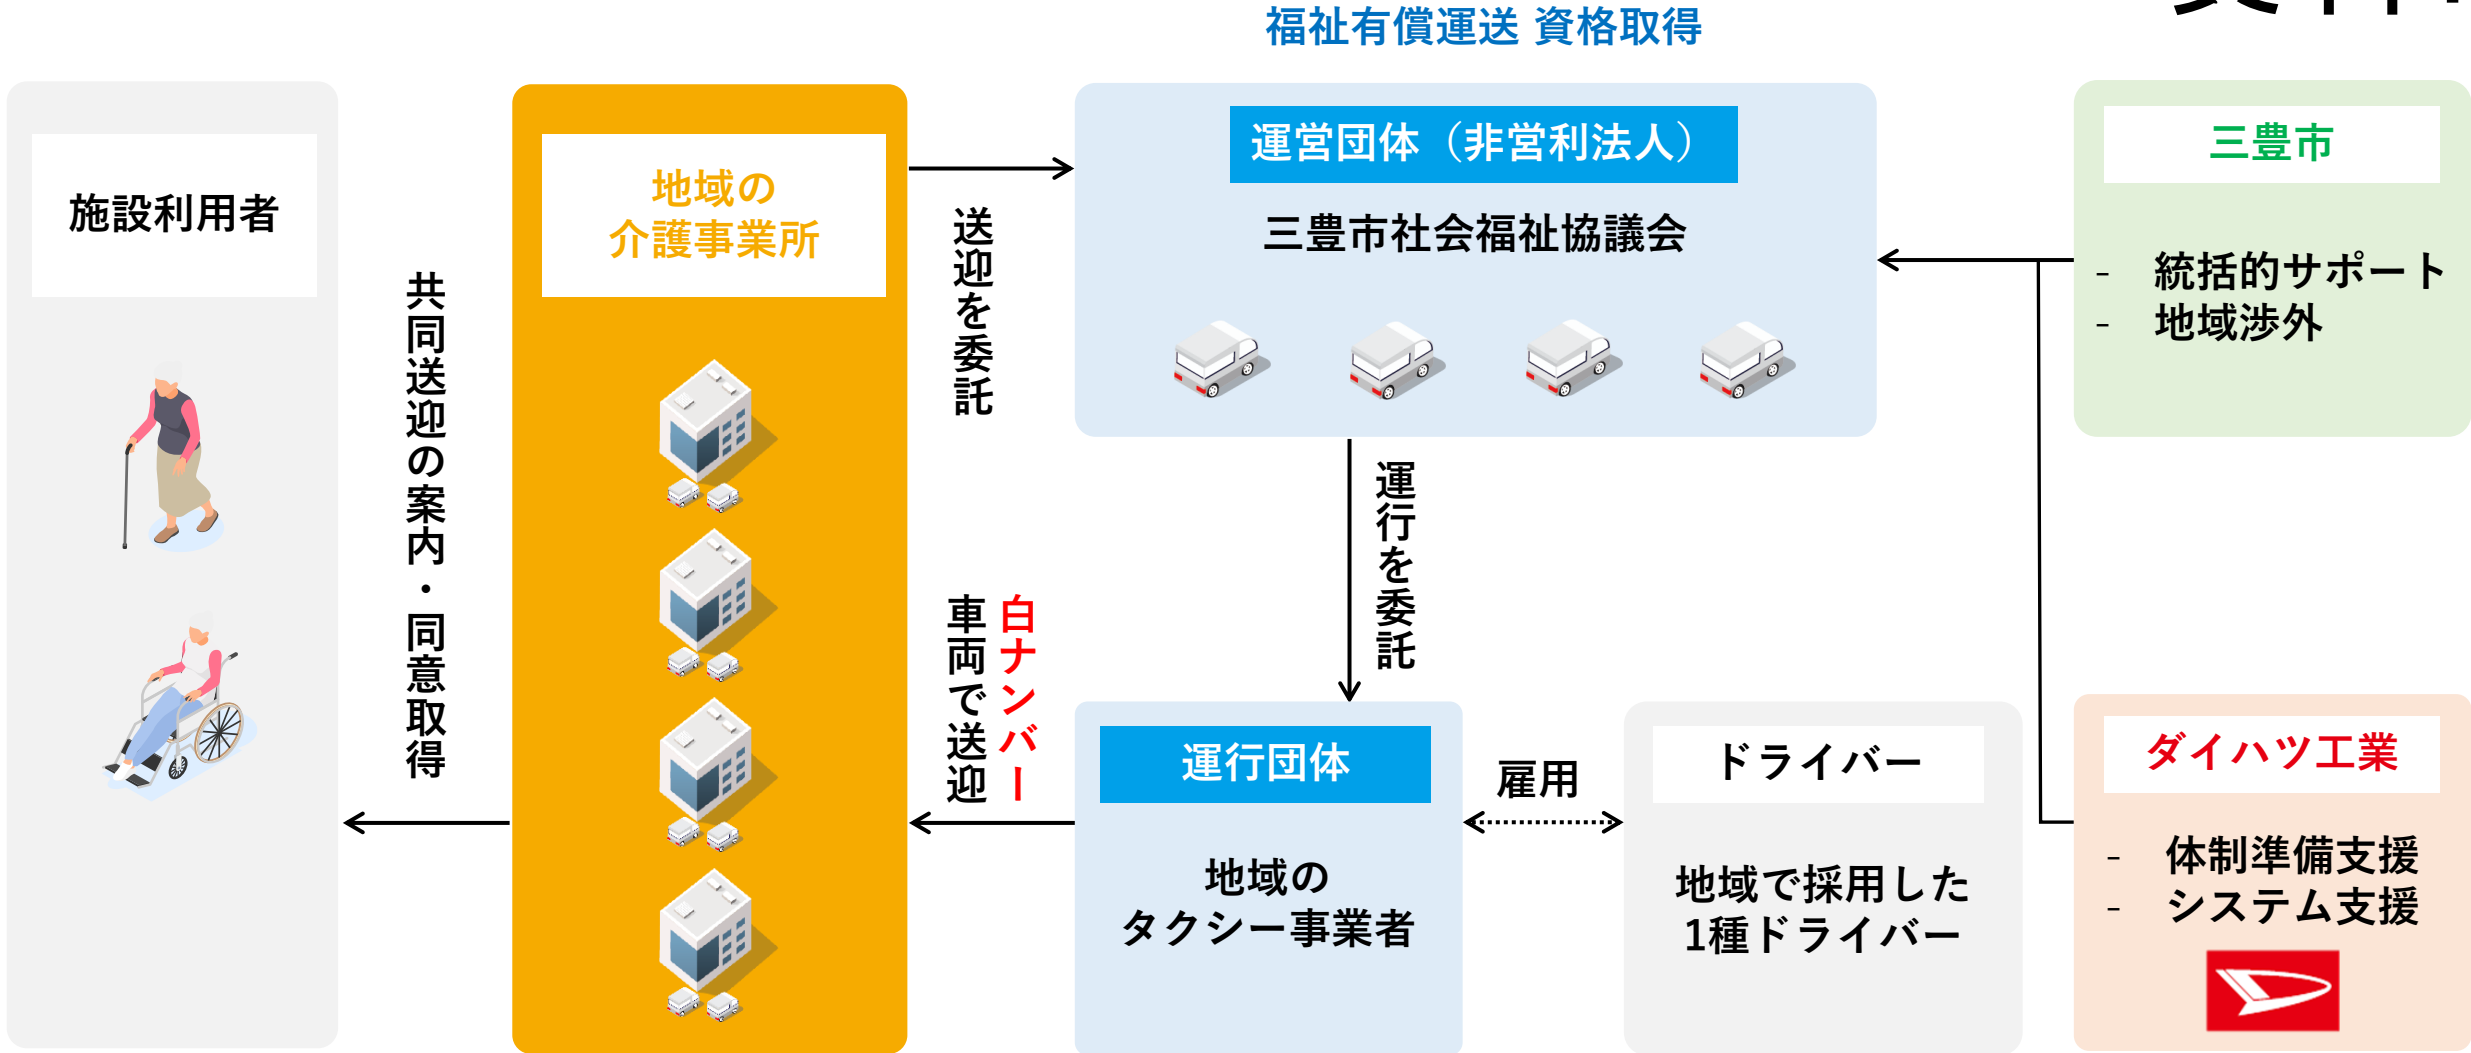 福祉有償運送 資格取得
施設利用者
共同送迎の案内・同意取得
地域の
介護事業所
送迎を委託
白ナンバー
車両で送迎
運営団体（非営利法人）
三豊市社会福祉協議会
運行を委託
運行団体
地域の
タクシー事業者
雇用
ドライバー
地域で採用した
1種ドライバー
三豊市
- 統括的サポート
- 地域渉外
ダイハツ工業
- 体制準備支援
- システム支援